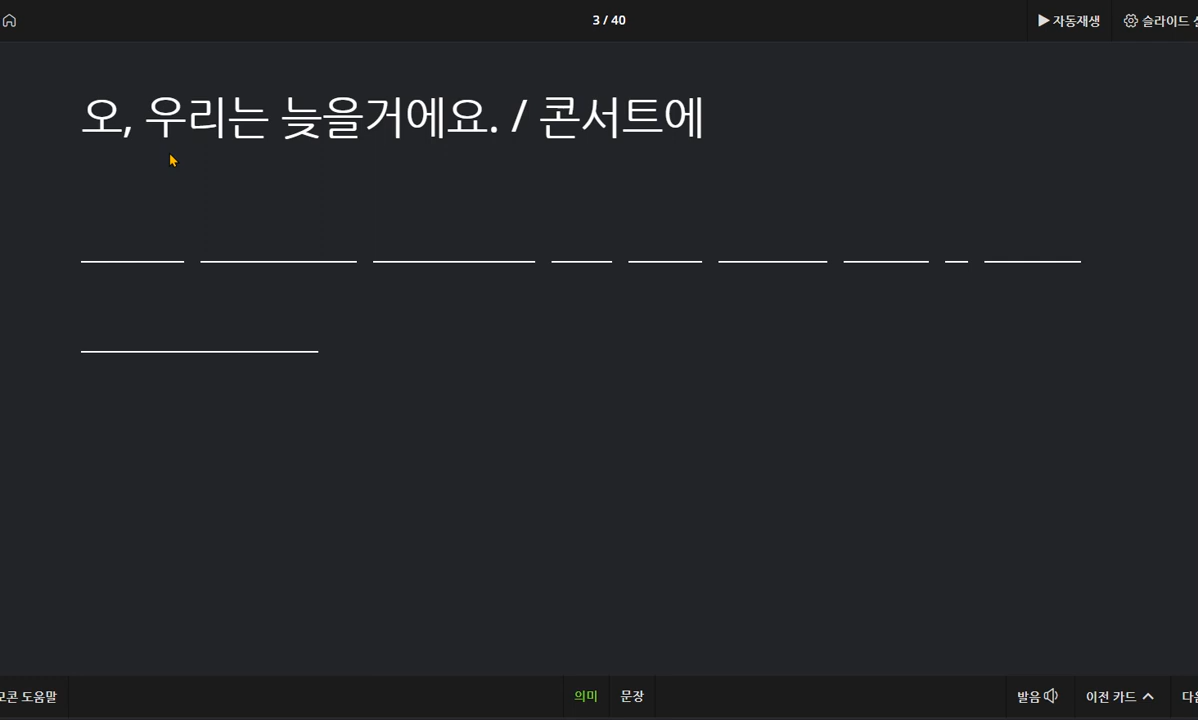 3 / 40
▶자동재생
슬라이드
오, 우리는 늦을거에요. / 콘서트에
도움말
의미
문장
발음
이전 카드